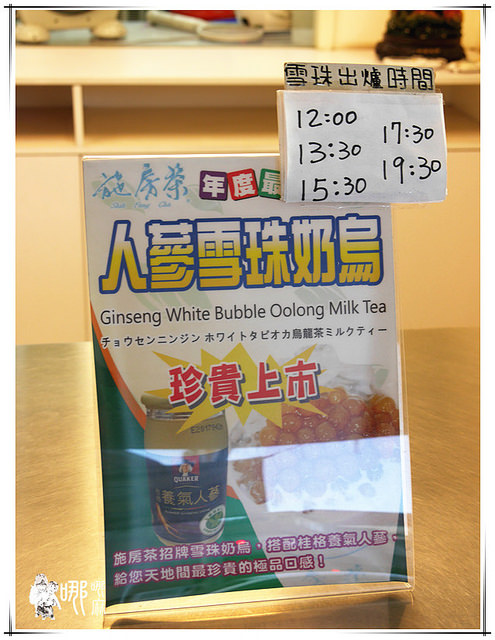 雪珠出爐時間
12:00
13:30
15:30
17:30
19:30
施房茶
Shih Fang Cha
年度最
人蔘雪珠奶烏
Ginseng White Bubble Oolong Milk Tea
チョウセンニンジン ホワイトタピオカ烏龍茶ミルクティー
珍貴上市
QUAKER
養氣人蔘
施房茶招牌雪珠奶烏，搭配桂格養氣人蔘，
給您天地間最珍貴的極品口感！
哪